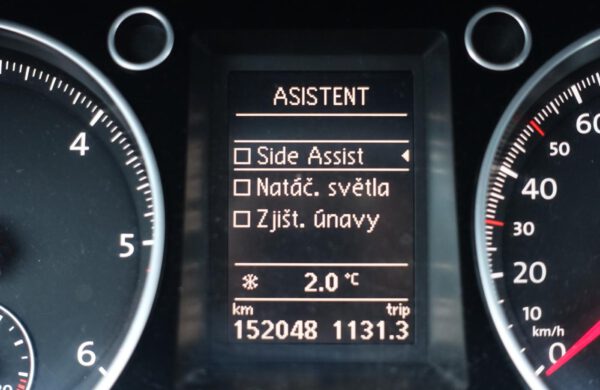 ASISTENT
Side Assist
Natáč. světla
Zjišt. únavy
2.0 °C
km trip
152048 1131.3
4
5
6
60
50
40
30
20
10
km/h
0